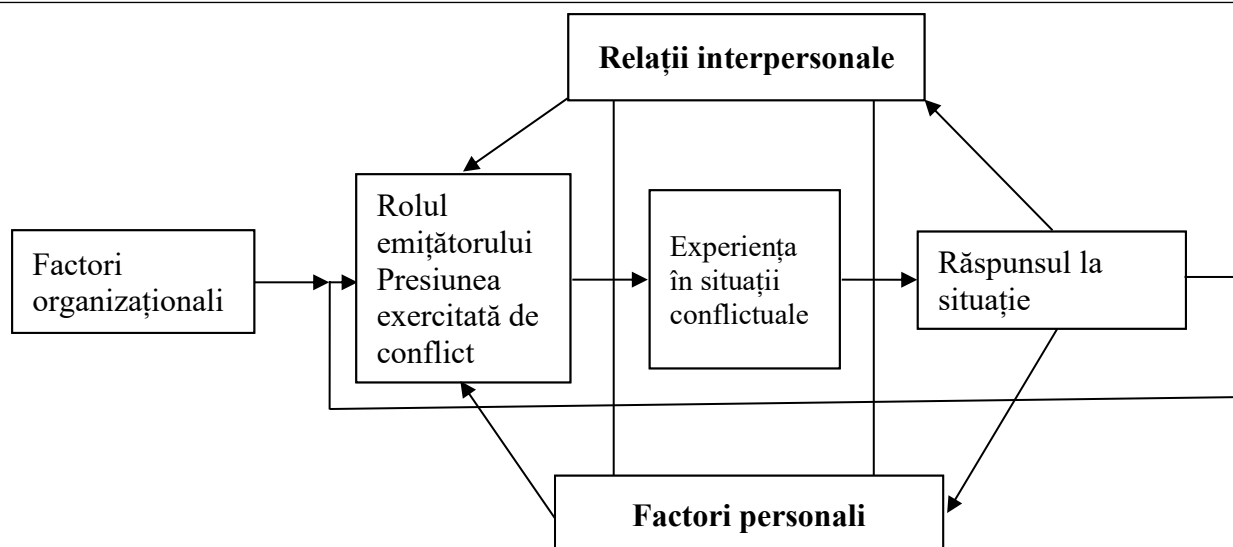 Relații interpersonale
Factori
organizaționali
Rolul
emițătorului
Presiunea
exercitată de
conflict
Experiența
în situații
conflictuale
Răspunsul la
situație
Factori personali